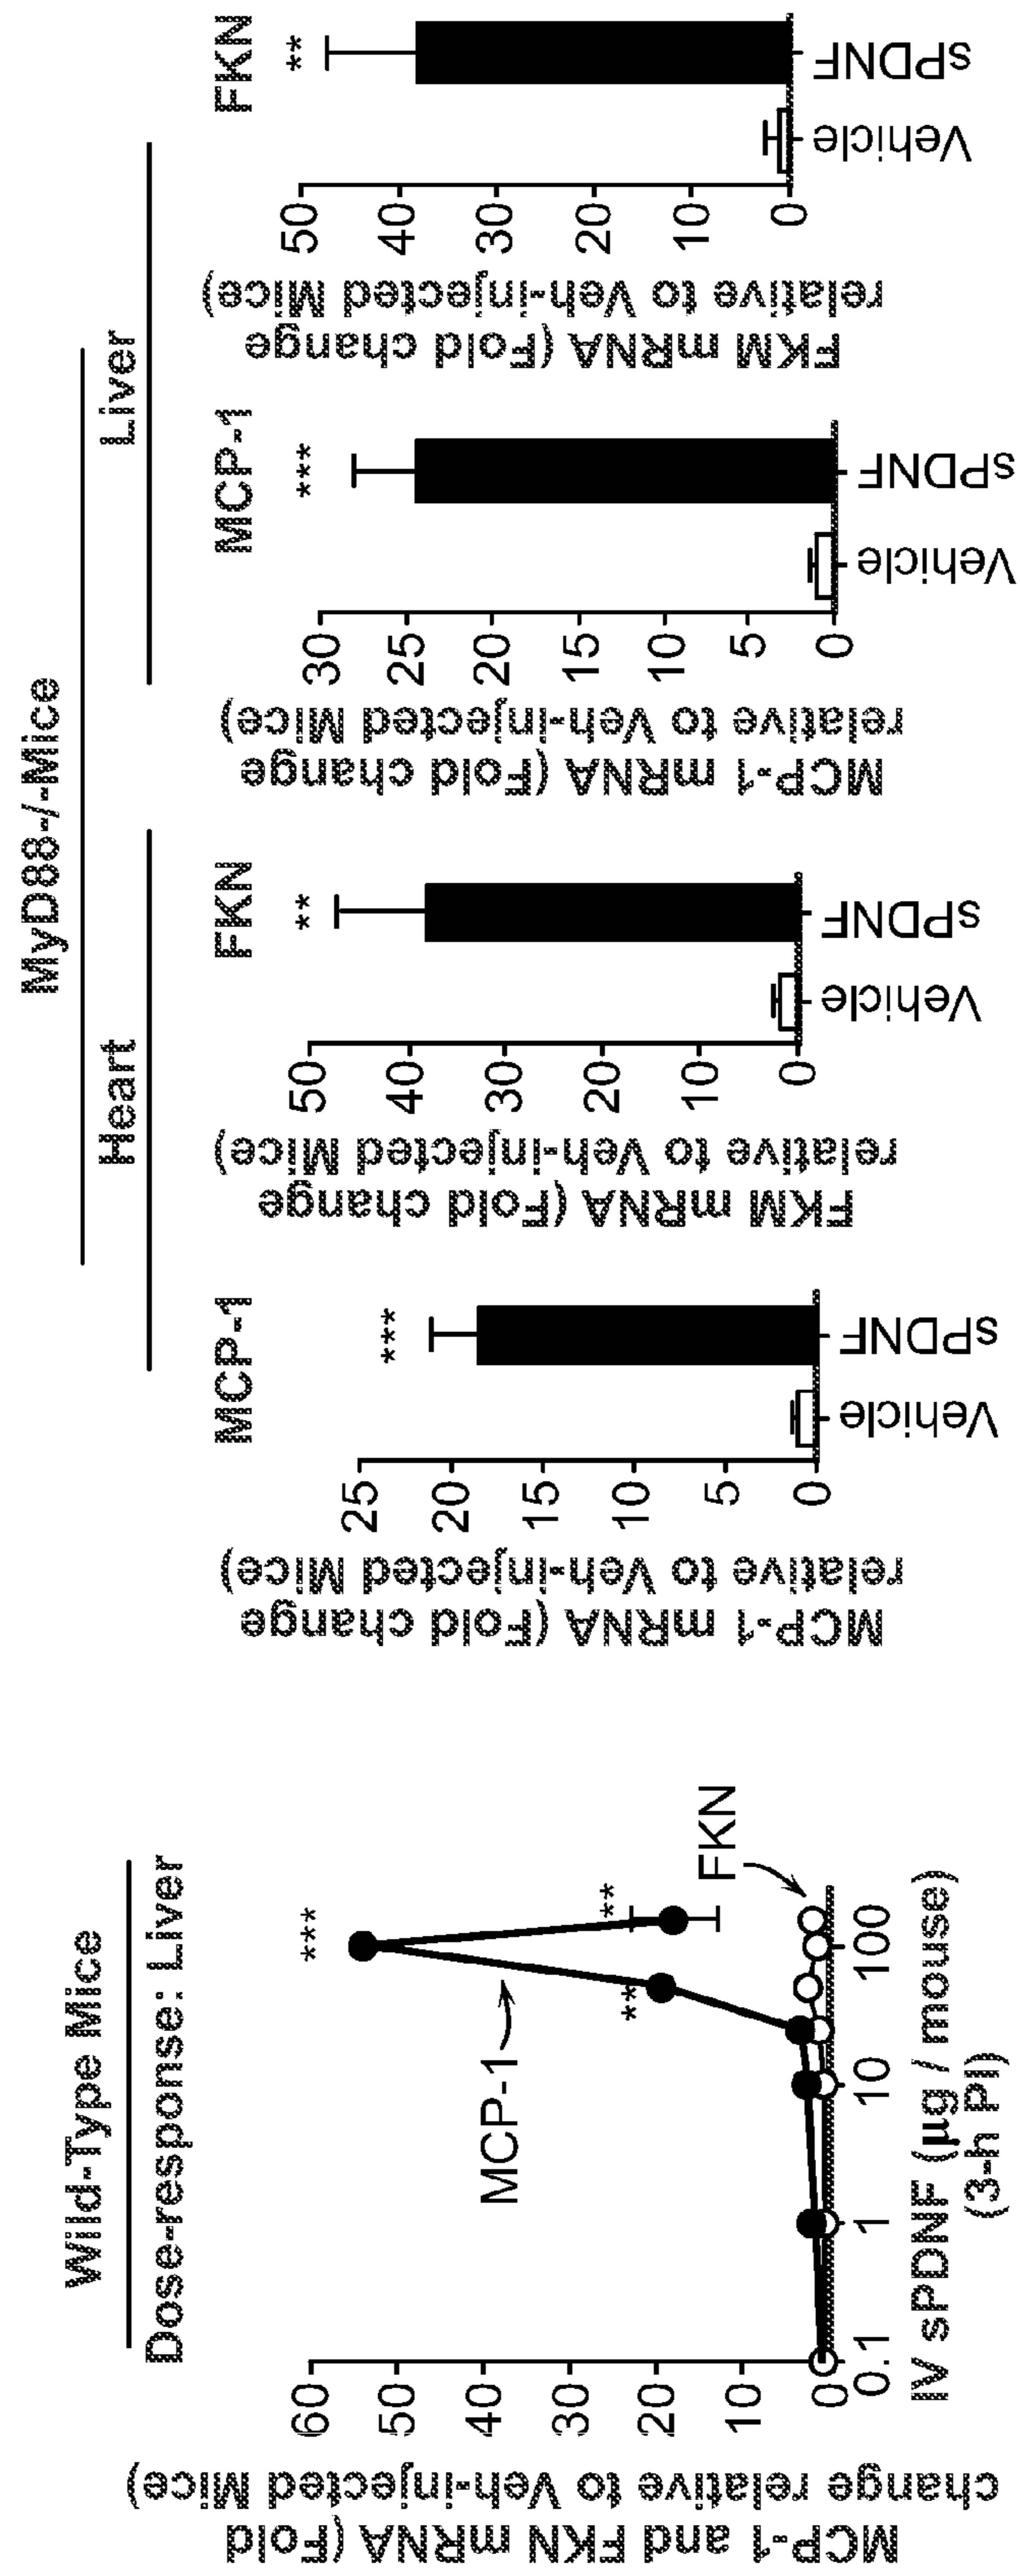 Wild-Type Mice
Dose-response: Liver
MCP-1 and FKN mRNA (Fold
change relative to Veh-injected Mice)
60
50
40
30
20
10
0
***
**
**
MCP-1
FKN
0.1
1
10
100
IV sPDNF (µg / mouse)
(3-h PI)
MyD88-/-Mice
Heart
MCP-1
MCP-1 mRNA (Fold change
relative to Veh-injected Mice)
25
20
15
10
5
0
***
Vehicle
sPDNF
FKN
FKM mRNA (Fold change
relative to Veh-injected Mice)
50
40
30
20
10
0
**
Vehicle
sPDNF
Liver
MCP-1
MCP-1 mRNA (Fold change
relative to Veh-injected Mice)
30
25
20
15
10
5
0
***
Vehicle
sPDNF
FKN
FKM mRNA (Fold change
relative to Veh-injected Mice)
50
40
30
20
10
0
**
Vehicle
sPDNF